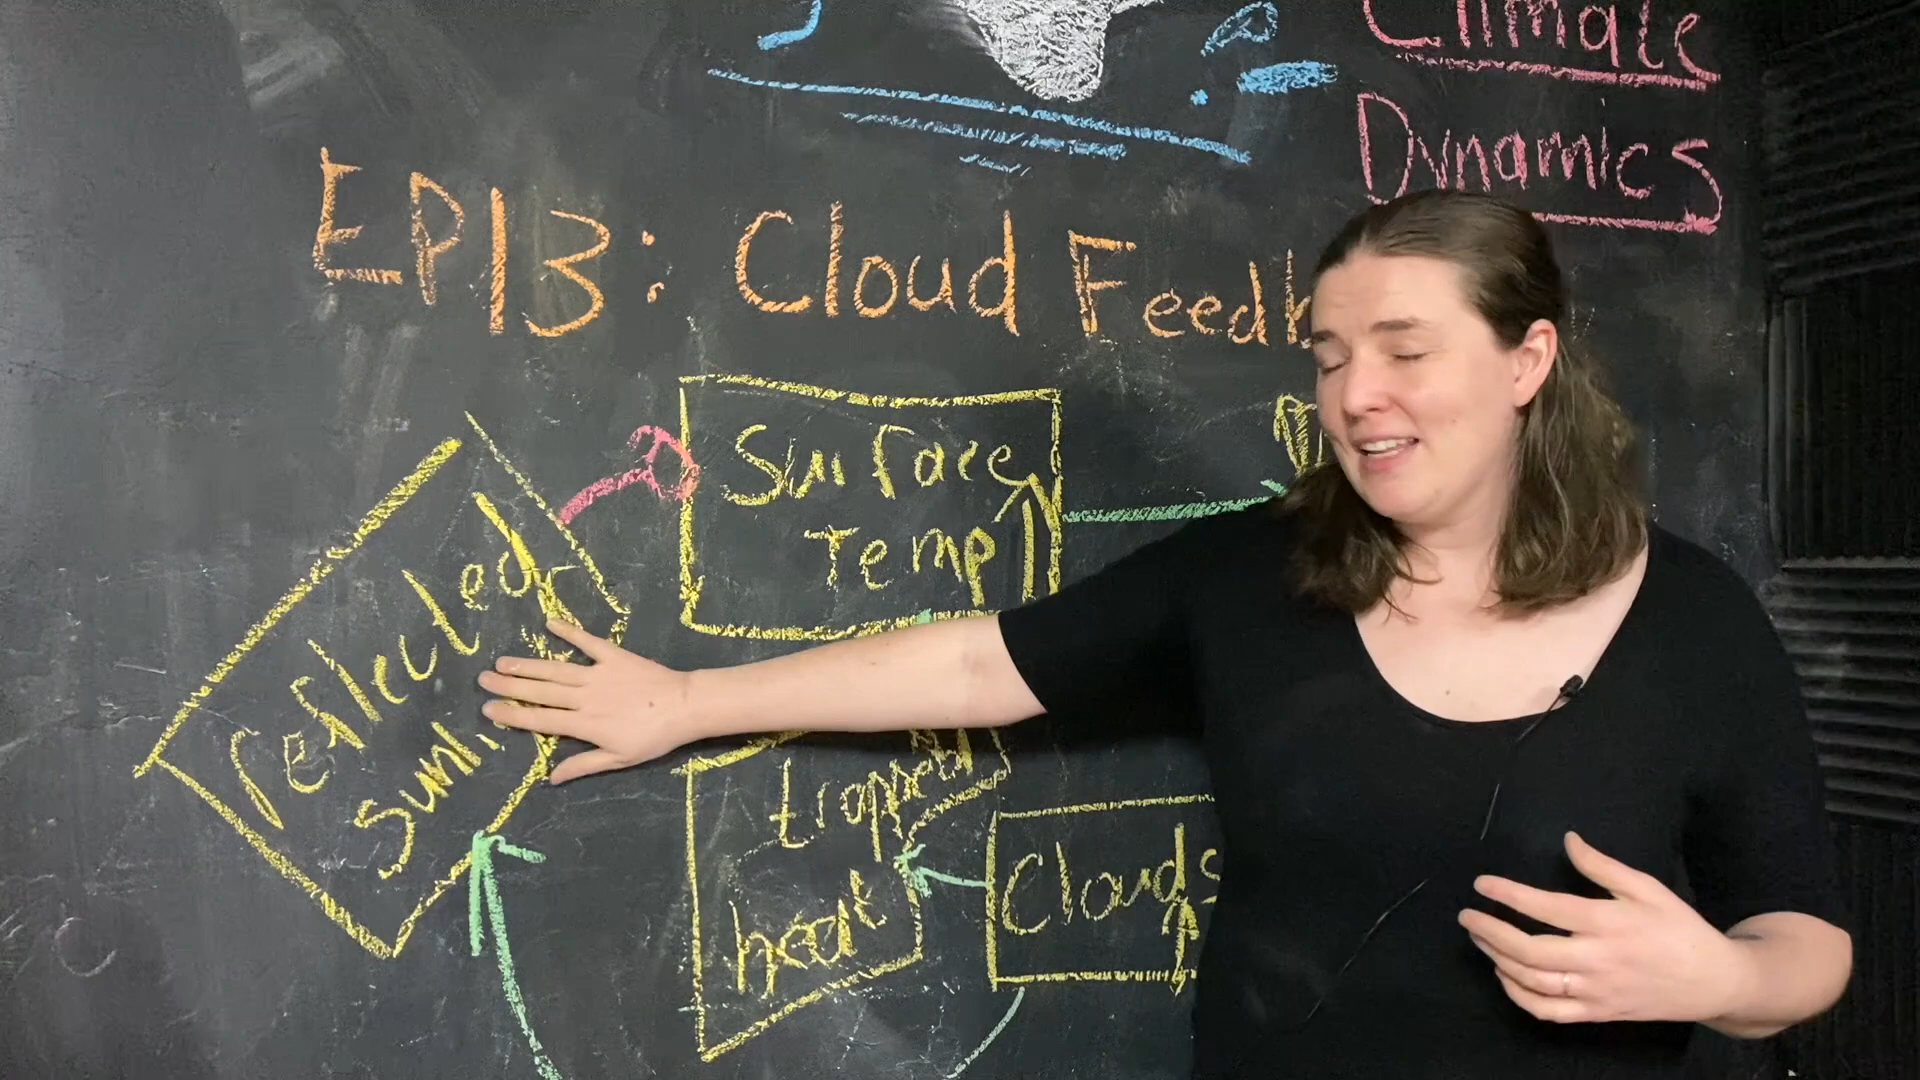 Climate
Dynamics
EP13: Cloud Feedb
Surface
Temp
reflected
Sunli
trapped
heat
Clouds